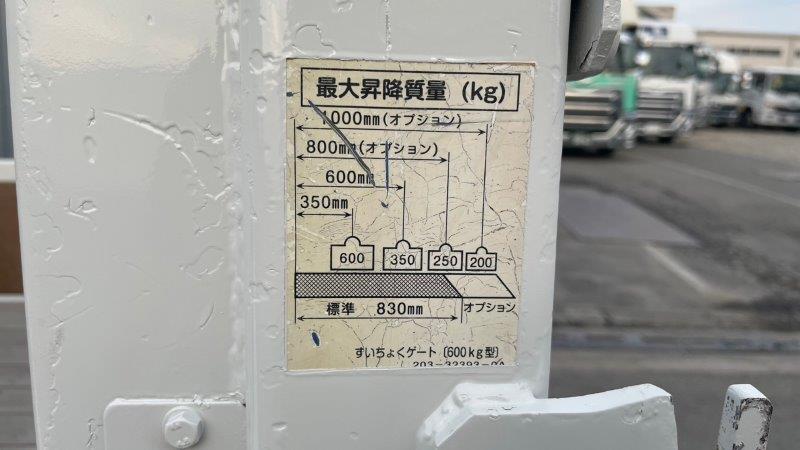 最大昇降質量 (kg)
1000mm(オプション)
800mm(オプション)
600mm
350mm
600 350 250 200
標準 830mm オプション
すいちょくゲート〔600kg型〕